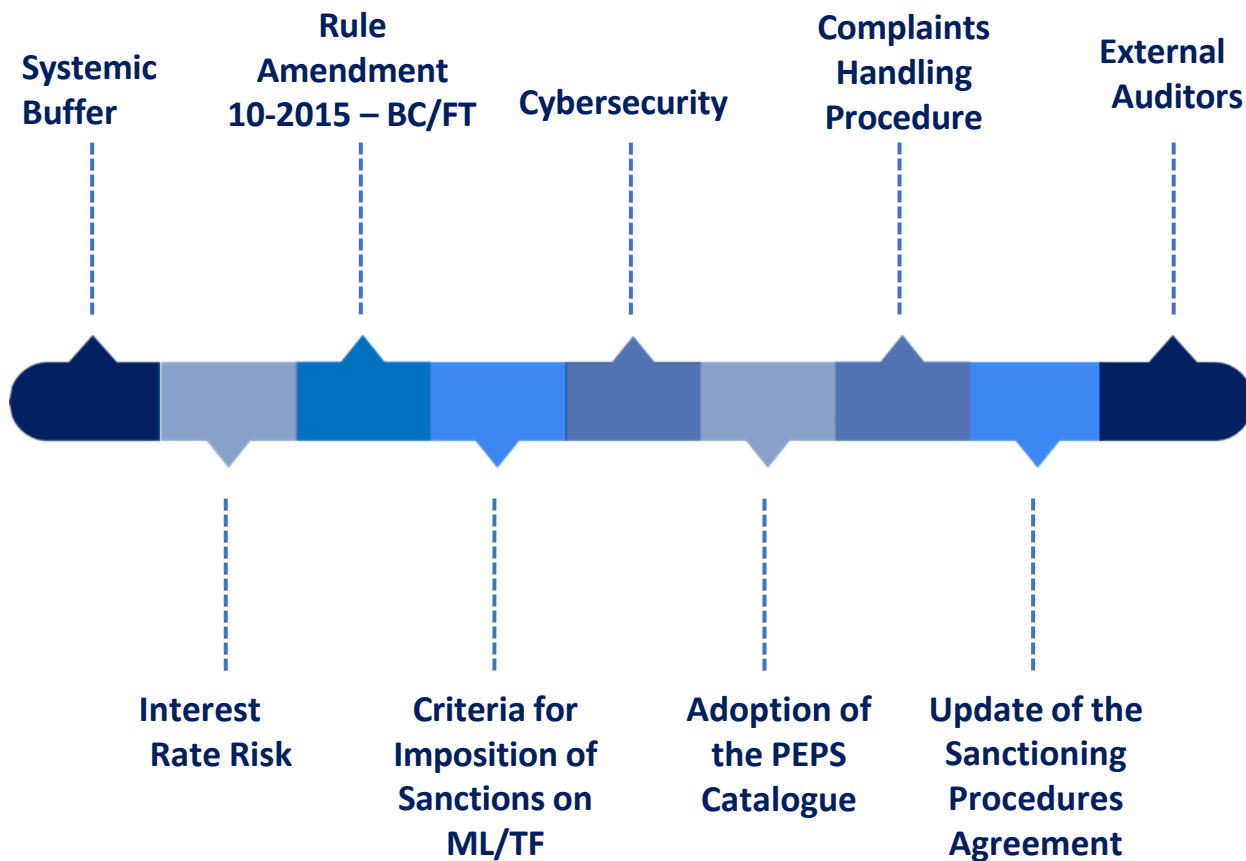 Systemic
Buffer
Rule
Amendment
10-2015 – BC/FT
Cybersecurity
Complaints
Handling
Procedure
External
Auditors
Interest
Rate Risk
Criteria for
Imposition of
Sanctions on
ML/TF
Adoption of
the PEPS
Catalogue
Update of the
Sanctioning
Procedures
Agreement